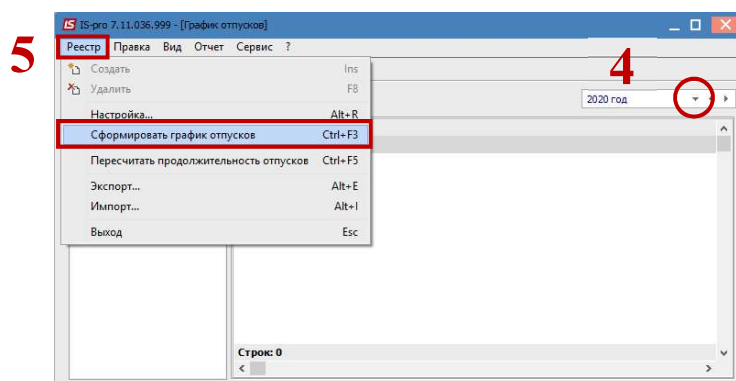 IS-pro 7.11.036.999 - [График отпусков]
5
Реестр Правка Вид Отчет Сервис ?
4
Создать Ins
Удалить F8
2020 год
Настройка... Alt+R
Сформировать график отпусков Ctrl+F3
Пересчитать продолжительность отпусков Ctrl+F5
Экспорт... Alt+E
Импорт... Alt+I
Выход Esc
Строк: 0